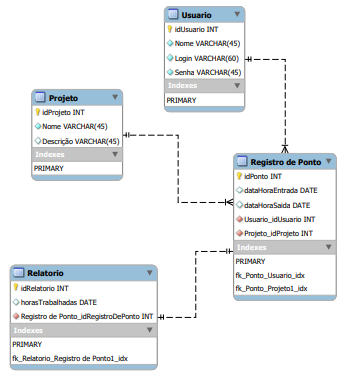 Usuario
idUsuario INT
Nome VARCHAR(45)
Login VARCHAR(60)
Senha VARCHAR(45)
Indexes
PRIMARY
Projeto
idProjeto INT
Nome VARCHAR(45)
Descrição VARCHAR(45)
Indexes
PRIMARY
Registro de Ponto
idPonto INT
dataHoraEntrada DATE
dataHoraSaida DATE
Usuario_idUsuario INT
Projeto_idProjeto INT
Indexes
PRIMARY
fk_Ponto_Usuario_idx
fk_Ponto_Projeto1_idx
Relatorio
idRelatorio INT
horasTrabalhadas DATE
Registro de Ponto_idRegistroDePonto INT
Indexes
PRIMARY
fk_Relatorio_Registro de Ponto1_idx